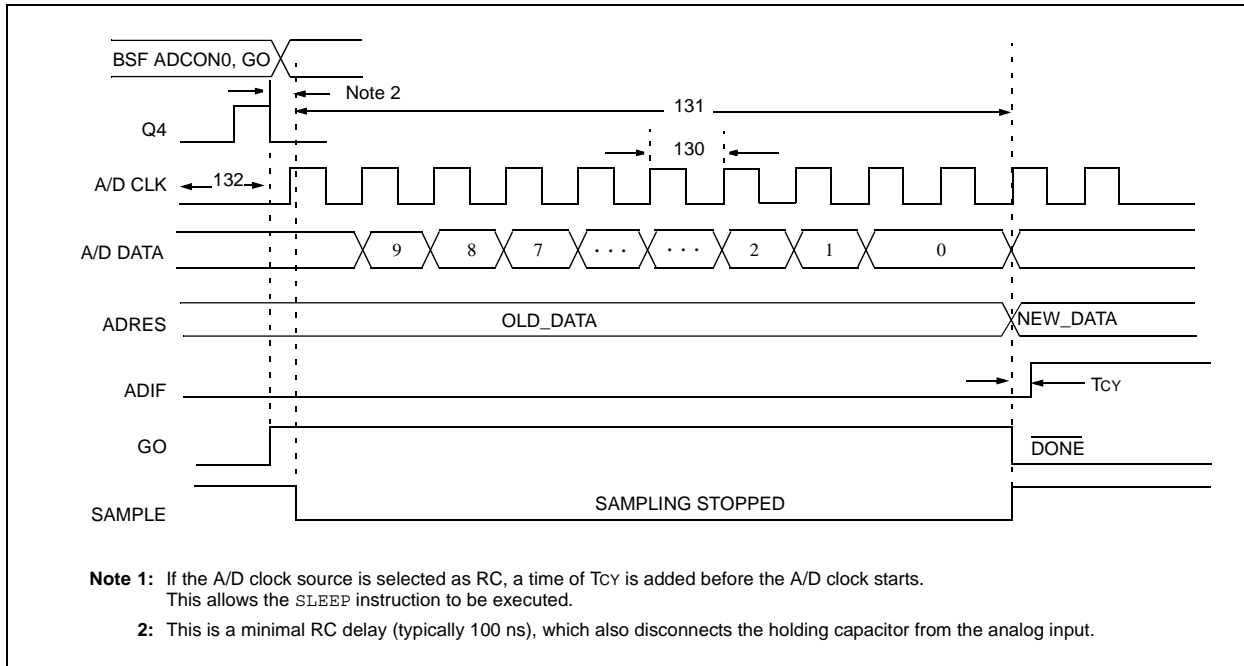 BSF ADCON0, GO
Note 2
131
Q4
130
A/D CLK
132
A/D DATA
9 8 7 · · · · · · 2 1 0
ADRES
OLD_DATA
NEW_DATA
ADIF
TCY
GO
DONE
SAMPLE
SAMPLING STOPPED
Note 1: If the A/D clock source is selected as RC, a time of TCY is added before the A/D clock starts.
This allows the SLEEP instruction to be executed.
2: This is a minimal RC delay (typically 100 ns), which also disconnects the holding capacitor from the analog input.